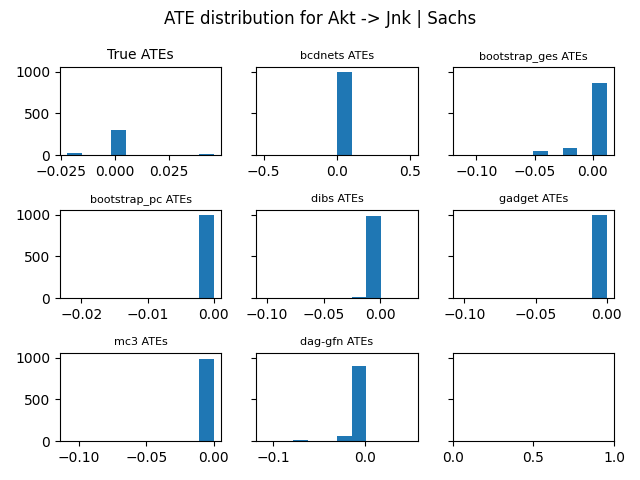 ATE distribution for Akt -> Jnk | Sachs
True ATEs
bcdnets ATEs
bootstrap_ges ATEs
1000
500
0
−0.025 0.000 0.025
−0.5 0.0 0.5
−0.10 −0.05 0.00
bootstrap_pc ATEs
dibs ATEs
gadget ATEs
1000
500
0
−0.02 −0.01 0.00
−0.10 −0.05 0.00
−0.10 −0.05 0.00
mc3 ATEs
dag-gfn ATEs
1000
500
0
−0.10 −0.05 0.00
−0.1 0.0
0.0 0.5 1.0